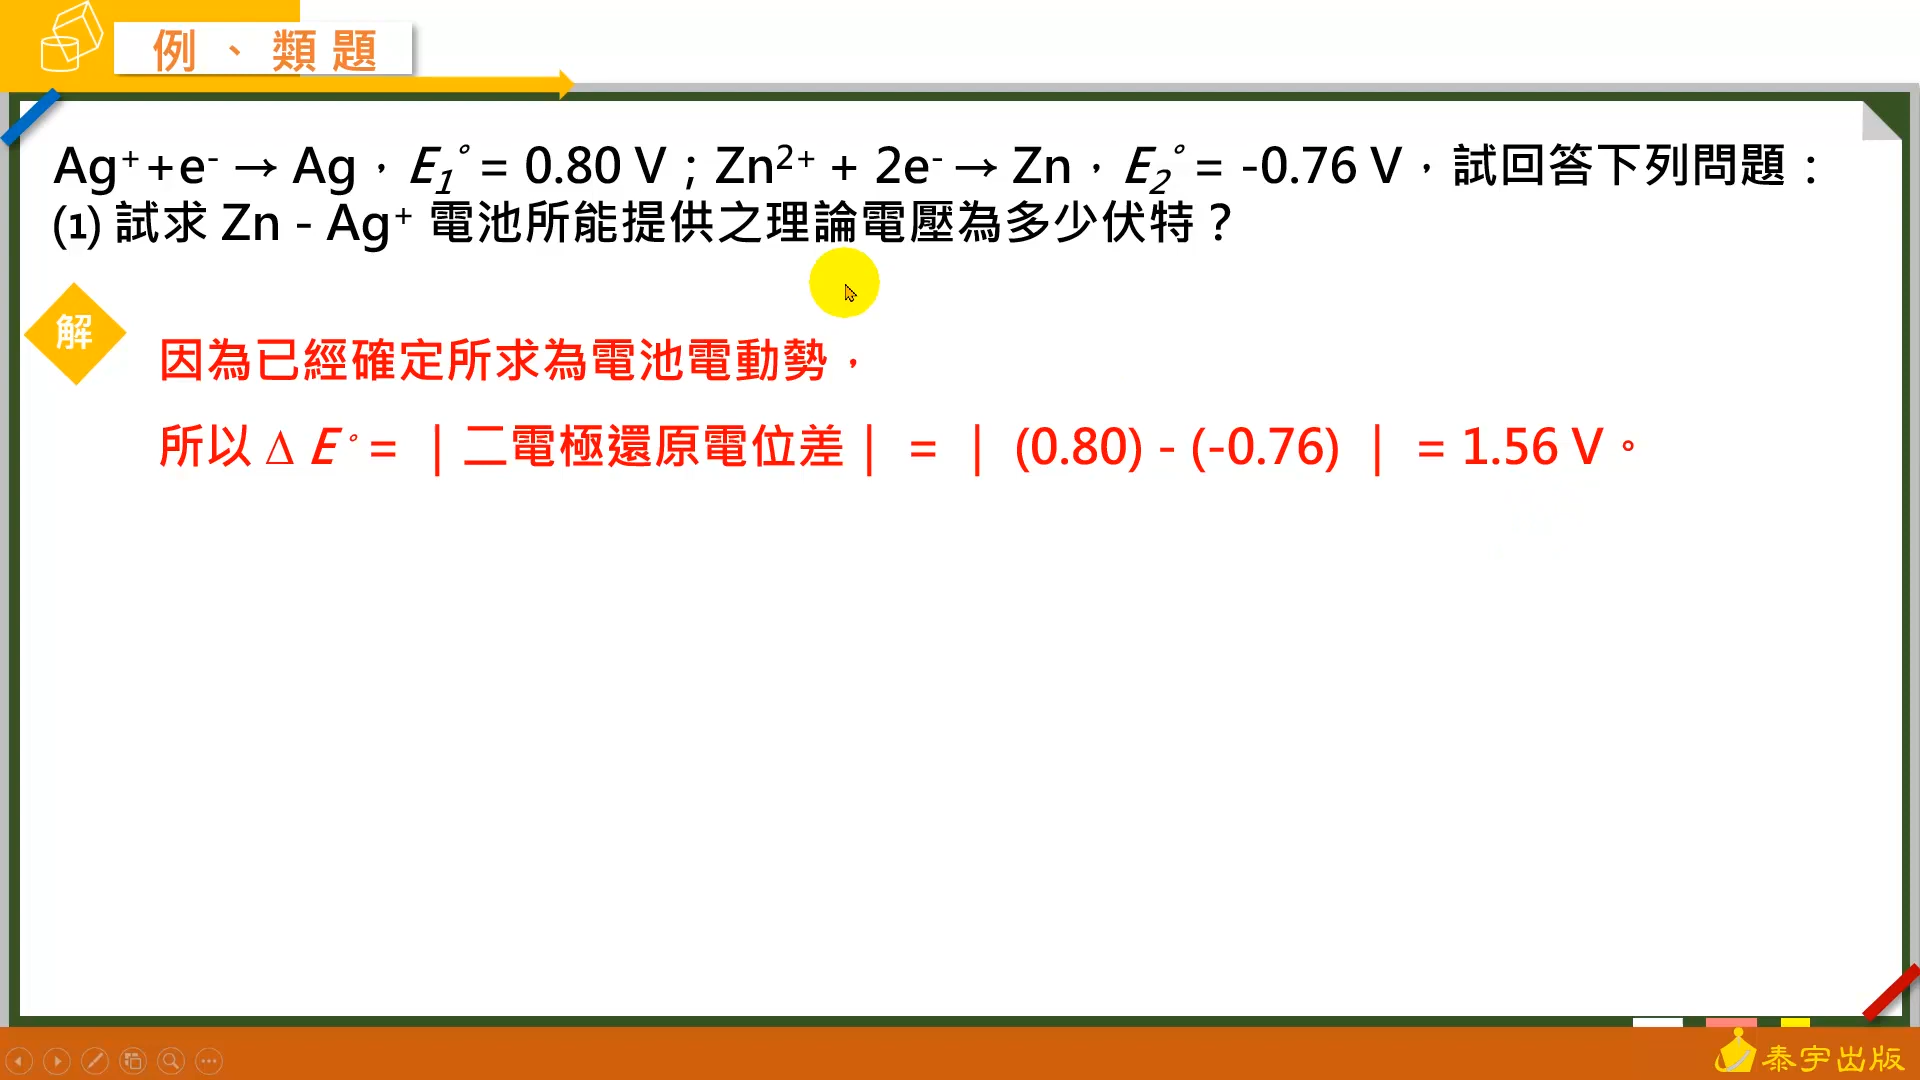 例、類題
Ag⁺+e⁻ → Ag，E₁° = 0.80 V；Zn²⁺ + 2e⁻ → Zn，E₂° = -0.76 V，試回答下列問題：
(1) 試求 Zn - Ag⁺ 電池所能提供之理論電壓為多少伏特？
解
因為已經確定所求為電池電動勢，
所以 Δ E° = ｜二電極還原電位差｜ = ｜ (0.80) - (-0.76) ｜ = 1.56 V。
泰宇出版